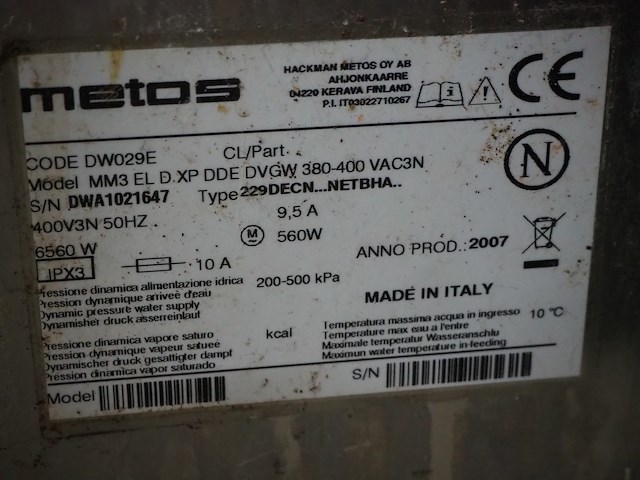 metos
HACKMAN METOS OY AB
AHJONKAARRE
04220 KERAVA FINLAND
P.I. IT03022710267
CE
CODE DW029E CL/Part.
Model MM3 EL D XP DDE DVGW 380-400 VAC3N
S/N DWA1021647 Type 229DECN...NETBHA..
N
400V3N 50HZ 9,5 A
6560 W M 560W
ANNO PROD.: 2007
IPX3 10 A
Pressione dinamica alimentazione idrica 200-500 kPa
Pression dynamique arriveè d'eau
Dynamic pressure water supply
Dynamisher druck asserreinlaut
MADE IN ITALY
Pressione dinamica vapore saturo kcal
Pression dynamique vapeur satueé
Dynamischer druck gesattigter dampf
Pression dinamica vapor saturado
Temperatura massima acqua in ingresso 10 °C
Temperature max eau a l'entre
Maximale temperatur Wasseranschlu
Maximun water temperature in feeding
Model
S/N